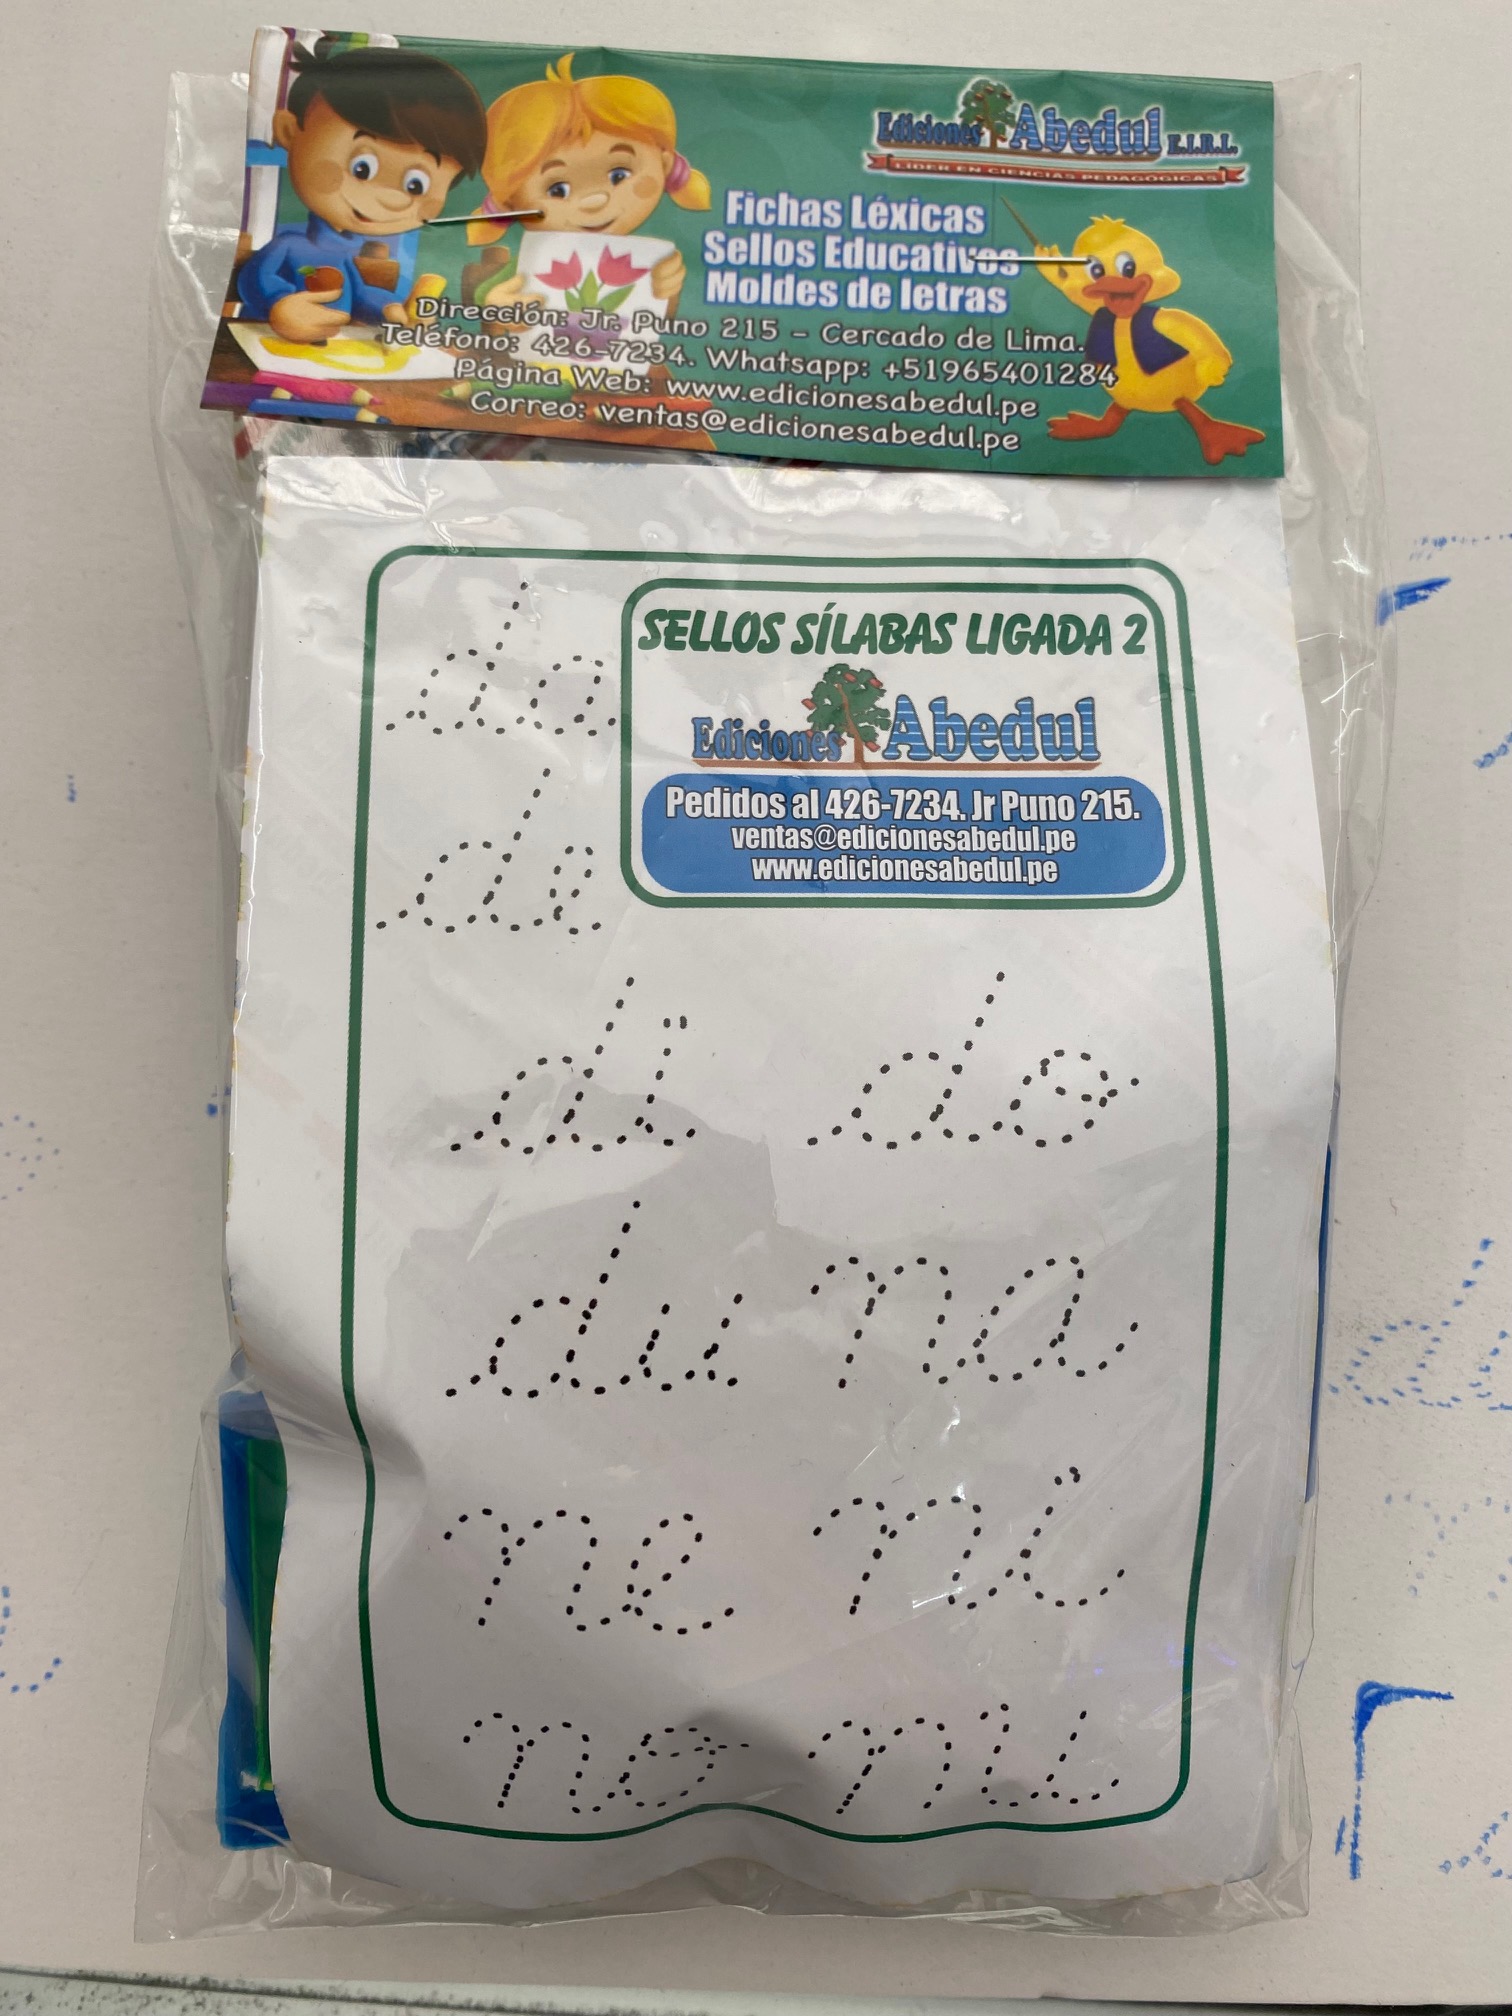 Ediciones Abedul E.I.R.L.
LIDER EN CIENCIAS PEDAGOGICAS
Fichas Léxicas
Sellos Educativos
Moldes de letras
Dirección: Jr. Puno 215 - Cercado de Lima.
Teléfono: 426-7234. Whatsapp: +51965401284
Página Web: www.edicionesabedul.pe
Correo: ventas@edicionesabedul.pe
SELLOS SÍLABAS LIGADA 2
Ediciones Abedul
Pedidos al 426-7234. Jr Puno 215.
ventas@edicionesabedul.pe
www.edicionesabedul.pe
da
de
di do
du na
ne ni
no nu